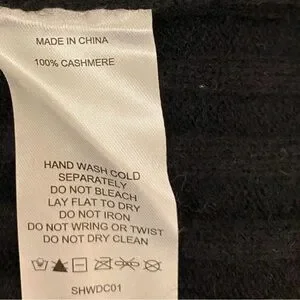 MADE IN CHINA
100% CASHMERE
HAND WASH COLD
SEPARATELY
DO NOT BLEACH
LAY FLAT TO DRY
DO NOT IRON
DO NOT WRING OR TWIST
DO NOT DRY CLEAN
SHWDC01